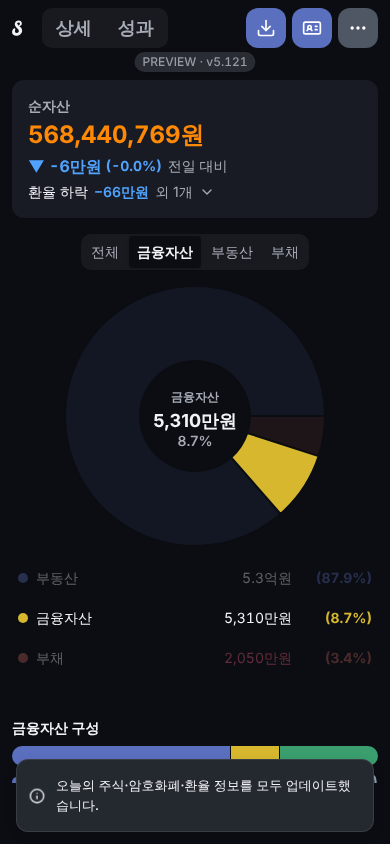 S
상세 성과
PREVIEW · v5.121
순자산
568,440,769원
▼ -6만원 (-0.0%) 전일 대비
환율 하락 -66만원 외 1개
전체 금융자산 부동산 부채
금융자산
5,310만원
8.7%
부동산 5.3억원 (87.9%)
금융자산 5,310만원 (8.7%)
부채 2,050만원 (3.4%)
금융자산 구성
오늘의 주식·암호화폐·환율 정보를 모두 업데이트했
습니다.